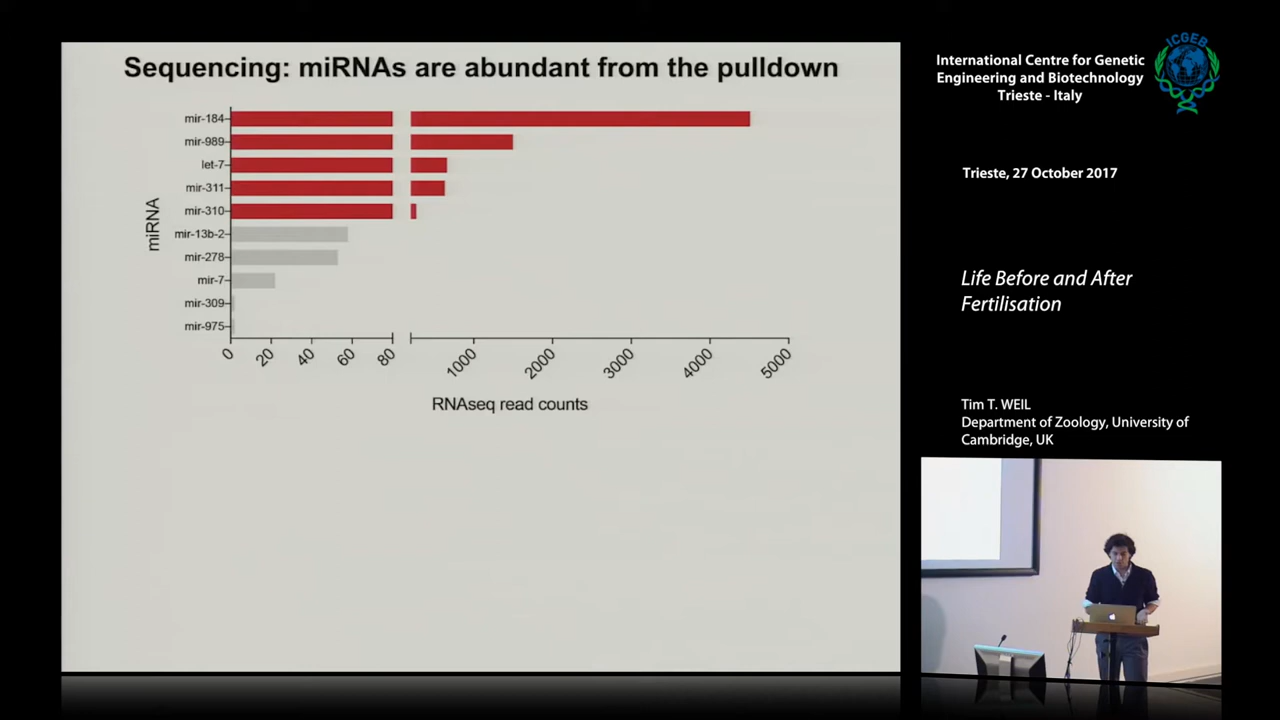 Sequencing: miRNAs are abundant from the pulldown
mir-184
mir-989
let-7
mir-311
mir-310
mir-13b-2
mir-278
mir-7
mir-309
mir-975
miRNA
0 20 40 60 80 1000 2000 3000 4000 5000
RNAseq read counts
International Centre for Genetic
Engineering and Biotechnology
Trieste - Italy
ICGEB
Trieste, 27 October 2017
Life Before and After
Fertilisation
Tim T. WEIL
Department of Zoology, University of
Cambridge, UK